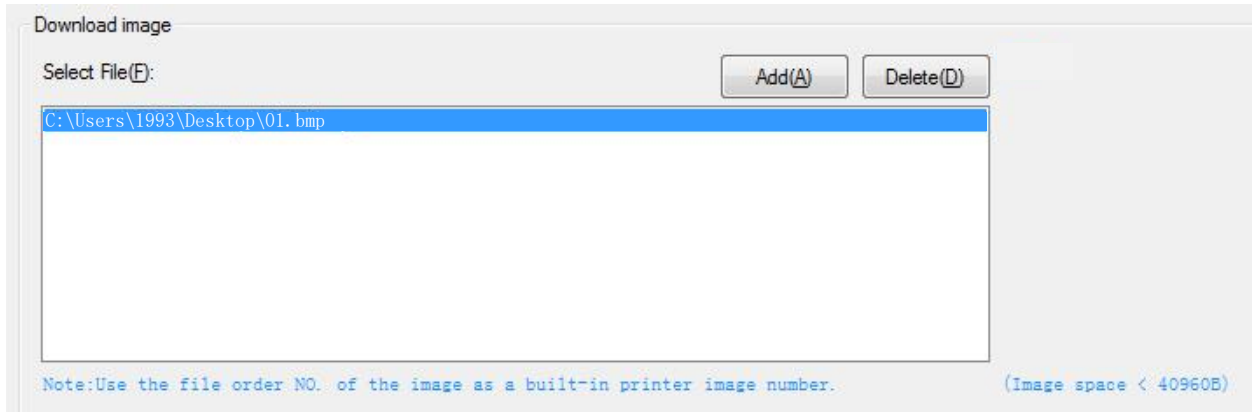 Download image
Select File(F): Add(A) Delete(D)
C:\Users\1993\Desktop\01.bmp
Note:Use the file order NO. of the image as a built-in printer image number. (Image space < 40960B)